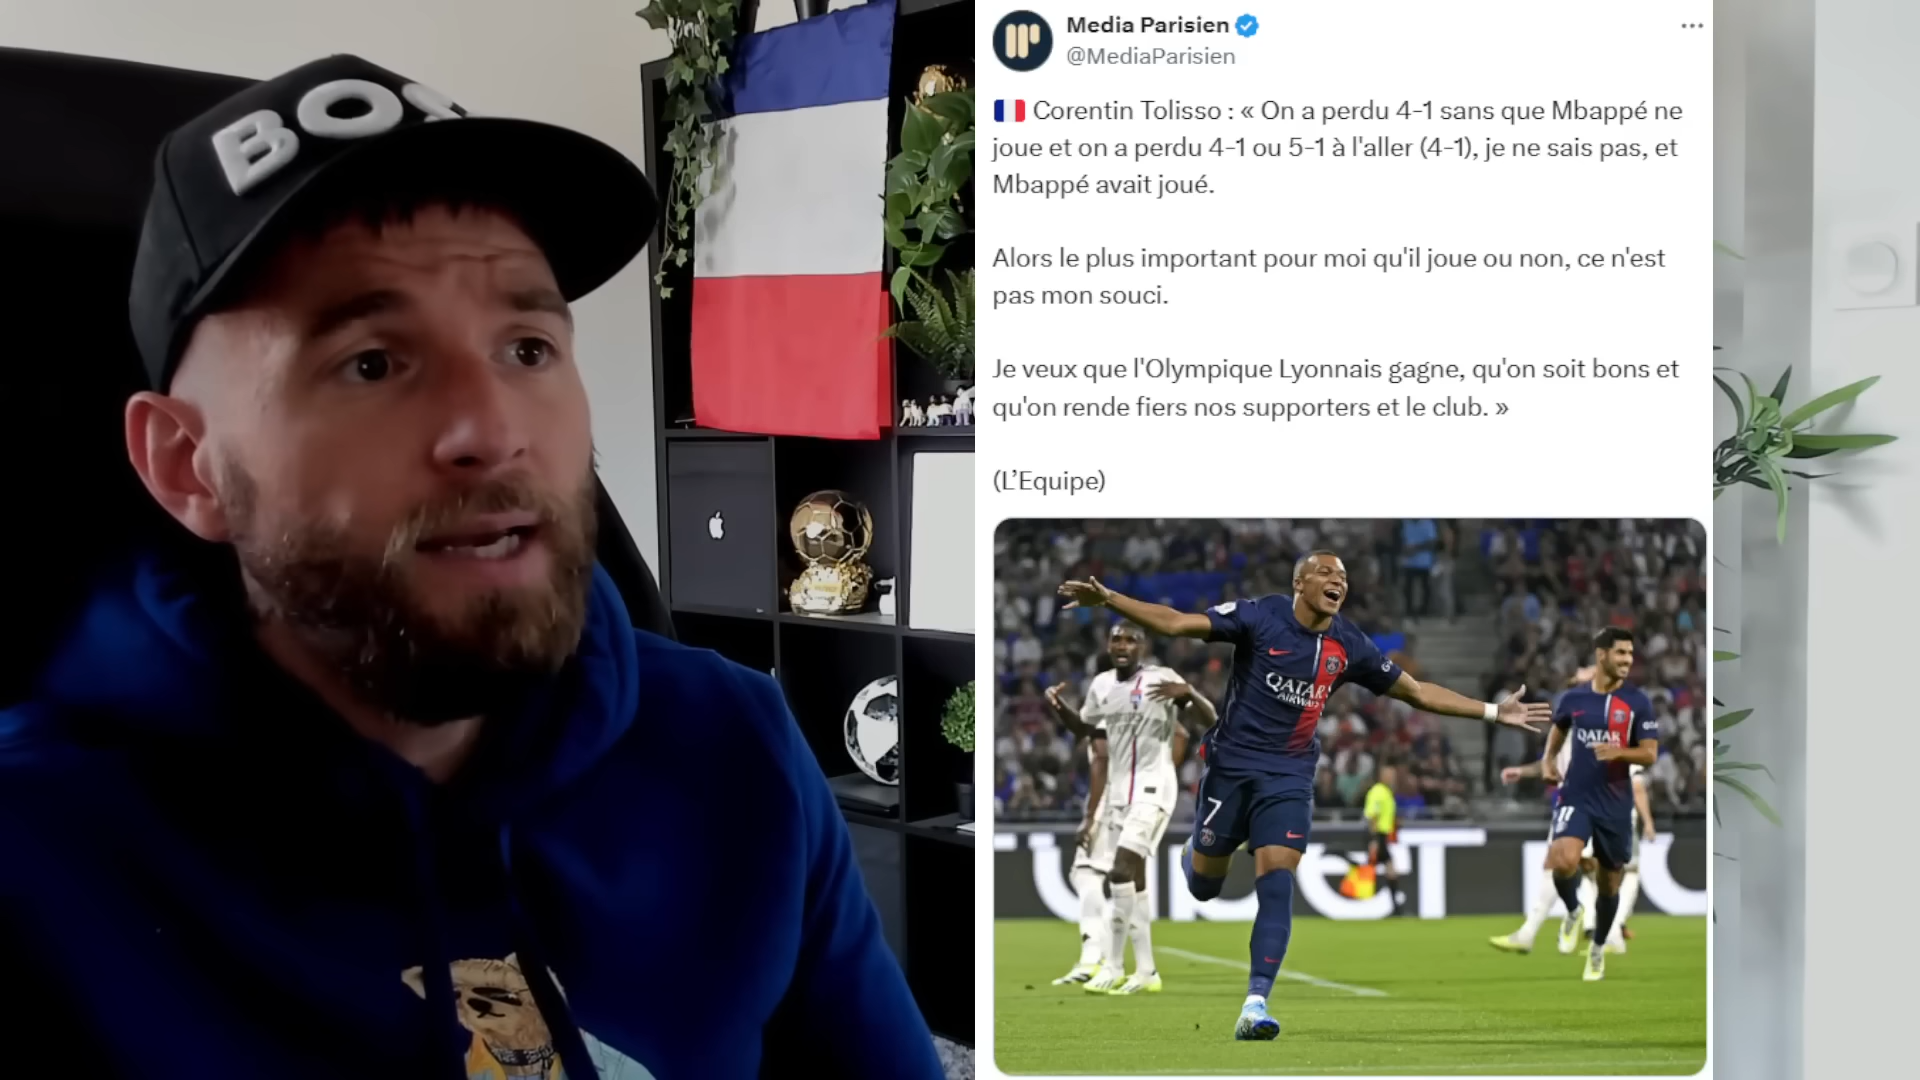 BOS
Media Parisien
@MediaParisien
Corentin Tolisso : « On a perdu 4-1 sans que Mbappé ne
joue et on a perdu 4-1 ou 5-1 à l'aller (4-1), je ne sais pas, et
Mbappé avait joué.
Alors le plus important pour moi qu'il joue ou non, ce n'est
pas mon souci.
Je veux que l'Olympique Lyonnais gagne, qu'on soit bons et
qu'on rende fiers nos supporters et le club. »
(L’Equipe)
QATAR
AIRWAYS
QATAR
7
11